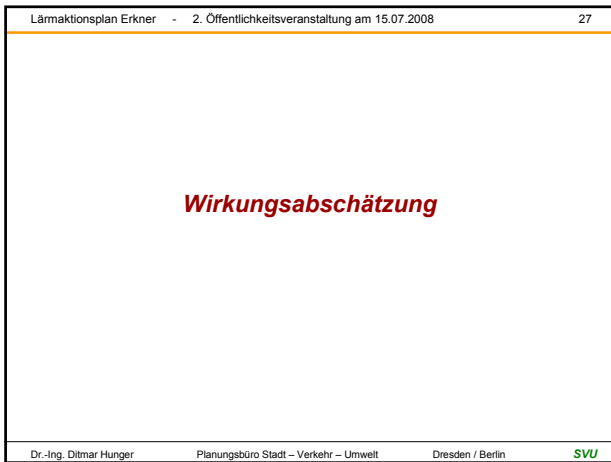 Lärmaktionsplan Erkner - 2. Öffentlichkeitsveranstaltung am 15.07.2008 27
Wirkungsabschätzung
Dr.-Ing. Ditmar Hunger Planungsbüro Stadt – Verkehr – Umwelt Dresden / Berlin SVU